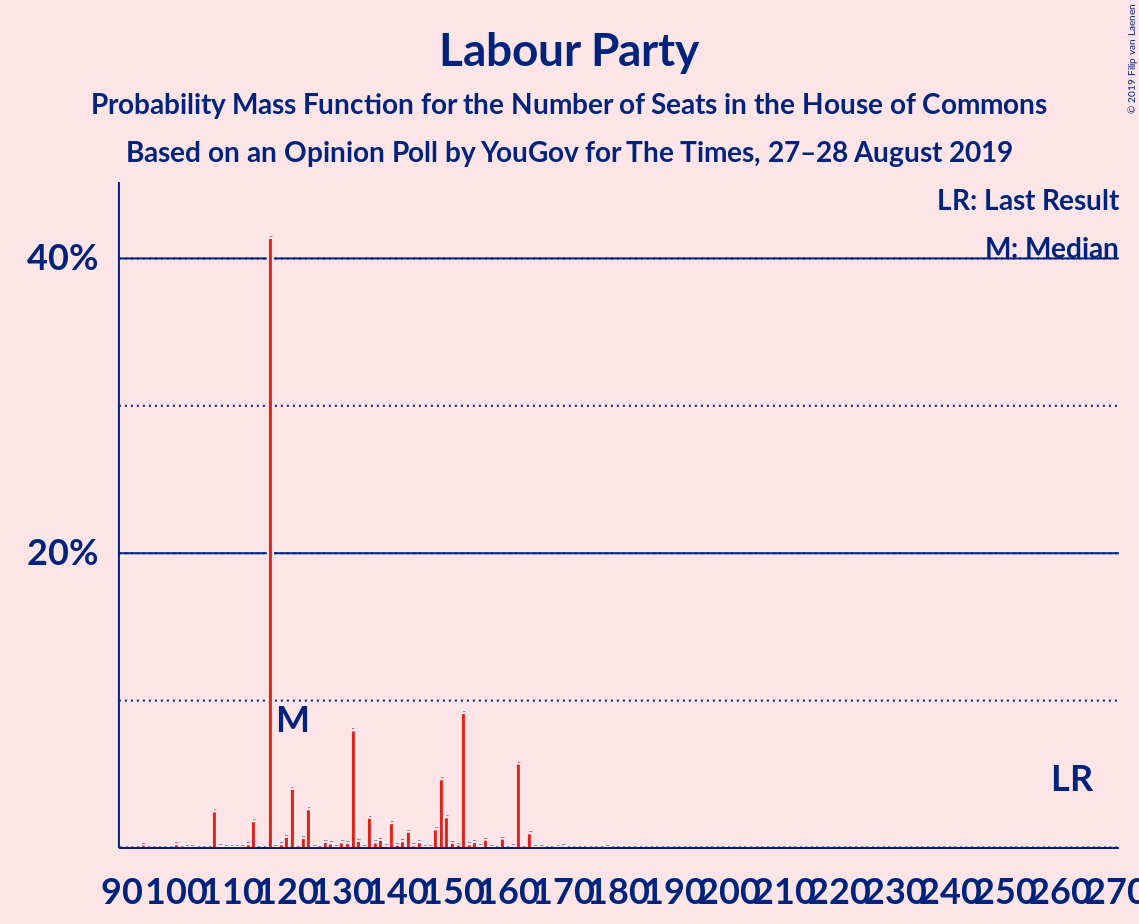 Labour Party
Probability Mass Function for the Number of Seats in the House of Commons
Based on an Opinion Poll by YouGov for The Times, 27–28 August 2019
© 2019 Filip van Laenen
LR: Last Result
M: Median
40%
20%
M
LR
90 100 110 120 130 140 150 160 170 180 190 200 210 220 230 240 250 260 270